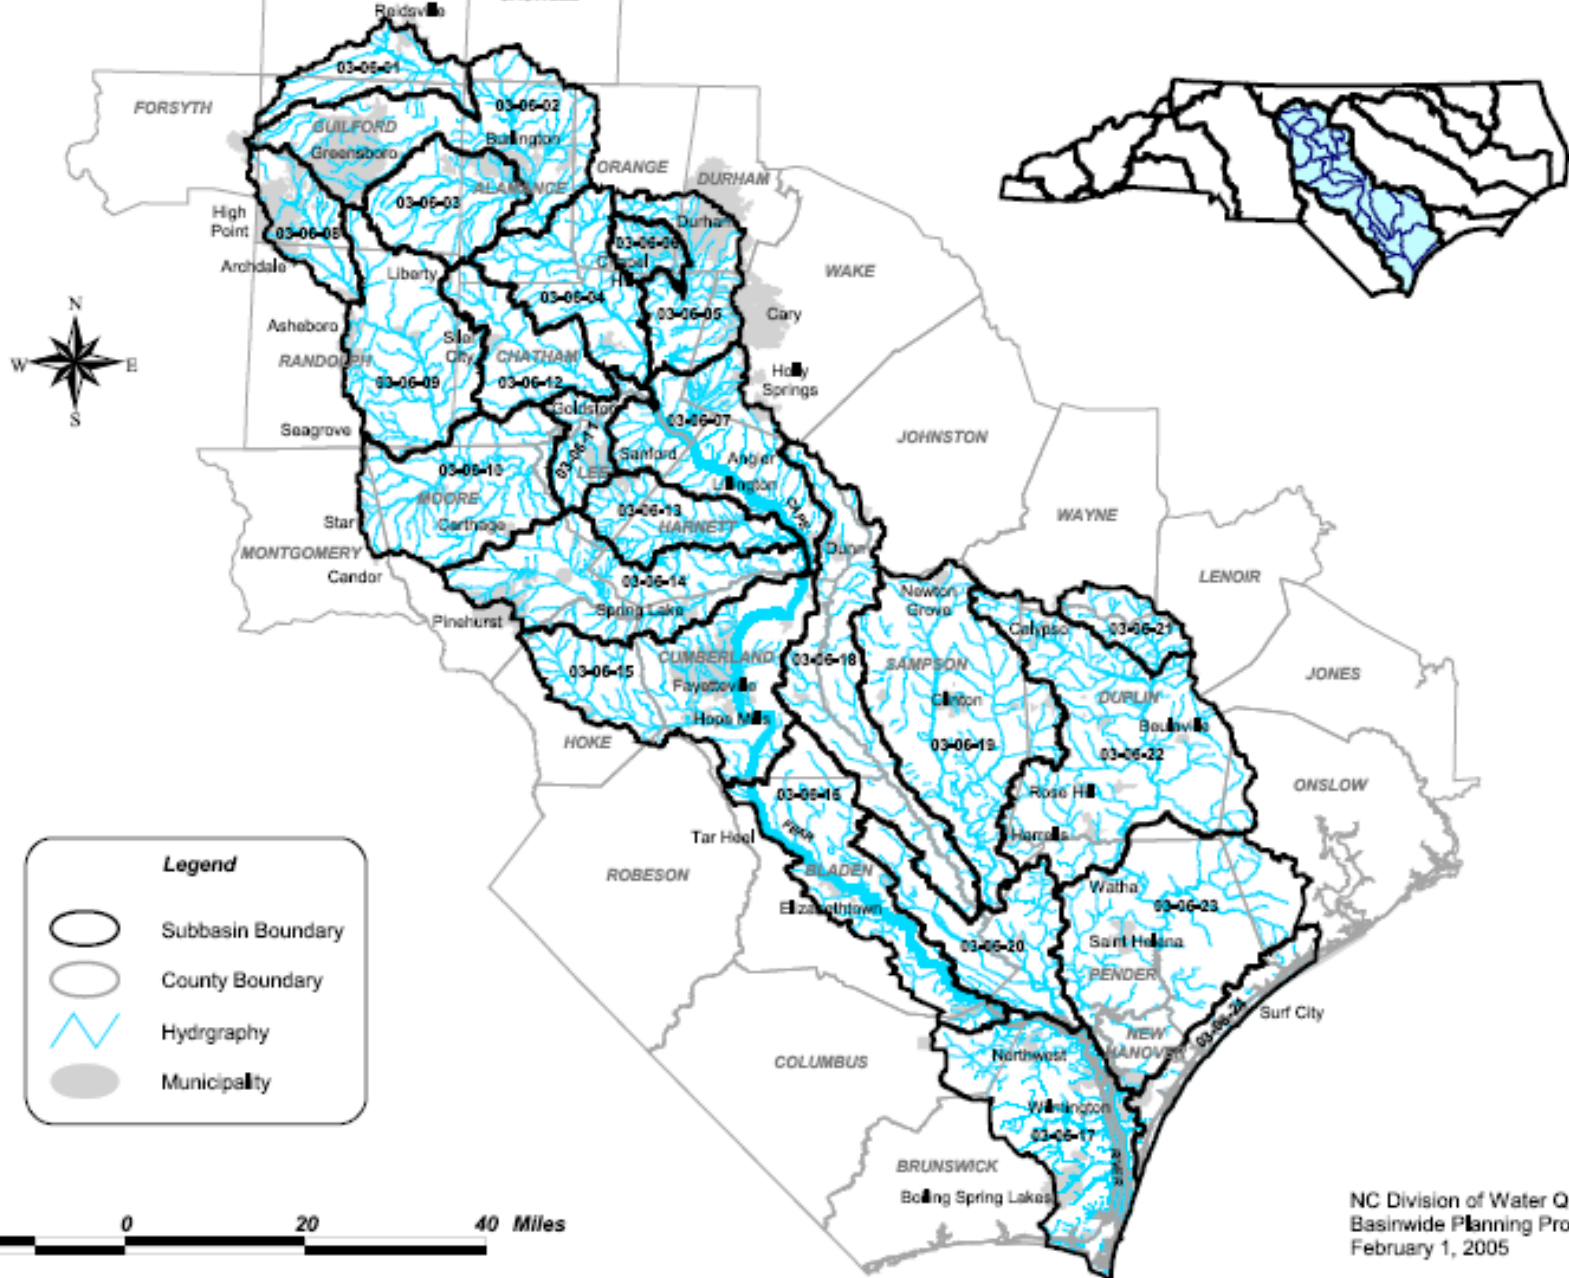 Reidsville
03-06-01
FORSYTH
03-06-02
GUILFORD
Burlington
Greensboro
ORANGE
DURHAM
ALAMANCE
03-06-03
High
Point
Durham
03-06-08
03-06-06
Chapel
Hill
Archdale
Liberty
WAKE
03-06-04
N
03-06-05
Cary
Asheboro
Siler
City
W
E
RANDOLPH
CHATHAM
Holly
Springs
03-06-09
03-06-12
S
Goldston
03-06-07
Seagrove
JOHNSTON
03-06-11
Sanford
Angier
03-06-10
LEE
Lillington
MOORE
03-06-13
CAPE
Star
Carthage
HARNETT
WAYNE
MONTGOMERY
Dunn
Candor
03-06-14
LENOIR
Newton
Grove
Spring Lake
Pinehurst
Calypso
03-06-21
03-06-15
CUMBERLAND
03-06-18
SAMPSON
JONES
Fayetteville
Clinton
DUPLIN
Hope Mills
Beulaville
HOKE
03-06-19
03-06-22
03-06-16
Rose Hill
ONSLOW
Tar Heel
FEAR
Harrells
ROBESON
BLADEN
Watha
Elizabethtown
03-06-23
03-06-20
Saint Helena
PENDER
Surf City
03-06-24
NEW
HANOVER
COLUMBUS
Northwest
Wilmington
03-06-17
BRUNSWICK
RIVER
Boiling Spring Lakes
Legend
Subbasin Boundary
County Boundary
Hydrgraphy
Municipality
0 20 40 Miles
NC Division of Water Q
Basinwide Planning Pro
February 1, 2005